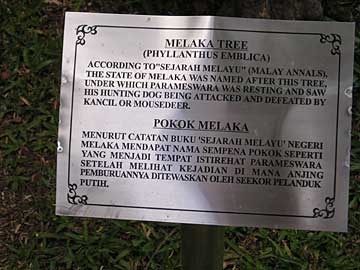 MELAKA TREE
(PHYLLANTHUS EMBLICA)
ACCORDING TO"SEJARAH MELAYU" (MALAY ANNALS),
THE STATE OF MELAKA WAS NAMED AFTER THIS TREE,
UNDER WHICH PARAMESWARA WAS RESTING AND SAW
HIS HUNTING DOG BEING ATTACKED AND DEFEATED BY
KANCIL OR MOUSEDEER.
POKOK MELAKA
MENURUT CATATAN BUKU 'SEJARAH MELAYU' NEGERI
MELAKA MENDAPAT NAMA SEMPENA POKOK SEPERTI
YANG MENJADI TEMPAT ISTIREHAT PARAMESWARA
SETELAH MELIHAT KEJADIAN DI MANA ANJING
PEMBURUANNYA DITEWASKAN OLEH SEEKOR PELANDUK
PUTIH.